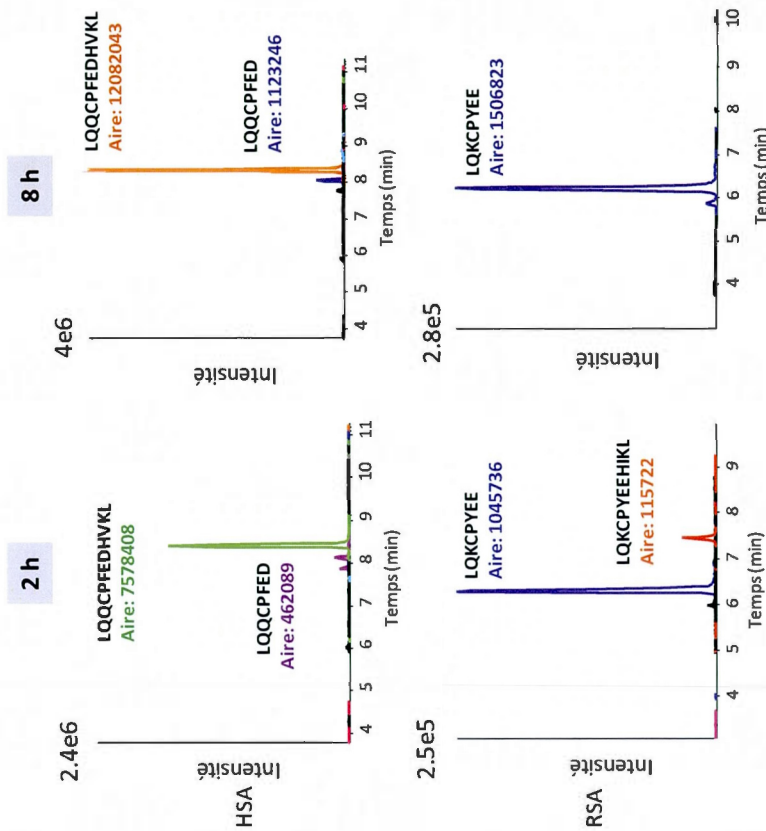 2 h
8 h
HSA
2.4e6
Intensité
LQQCPFEDHVKL
Aire: 7578408
LQQCPFED
Aire: 462089
4 5 6 7 8 9 10 11
Temps (min)
4e6
Intensité
LQQCPFEDHVKL
Aire: 12082043
LQQCPFED
Aire: 1123246
4 5 6 7 8 9 10 11
Temps (min)
RSA
2.5e5
Intensité
LQKCPYEE
Aire: 1045736
LQKCPYEEHIKL
Aire: 115722
4 5 6 7 8 9
Temps (min)
2.8e5
Intensité
LQKCPYEE
Aire: 1506823
4 5 6 7 8 9 10
Temps (min)